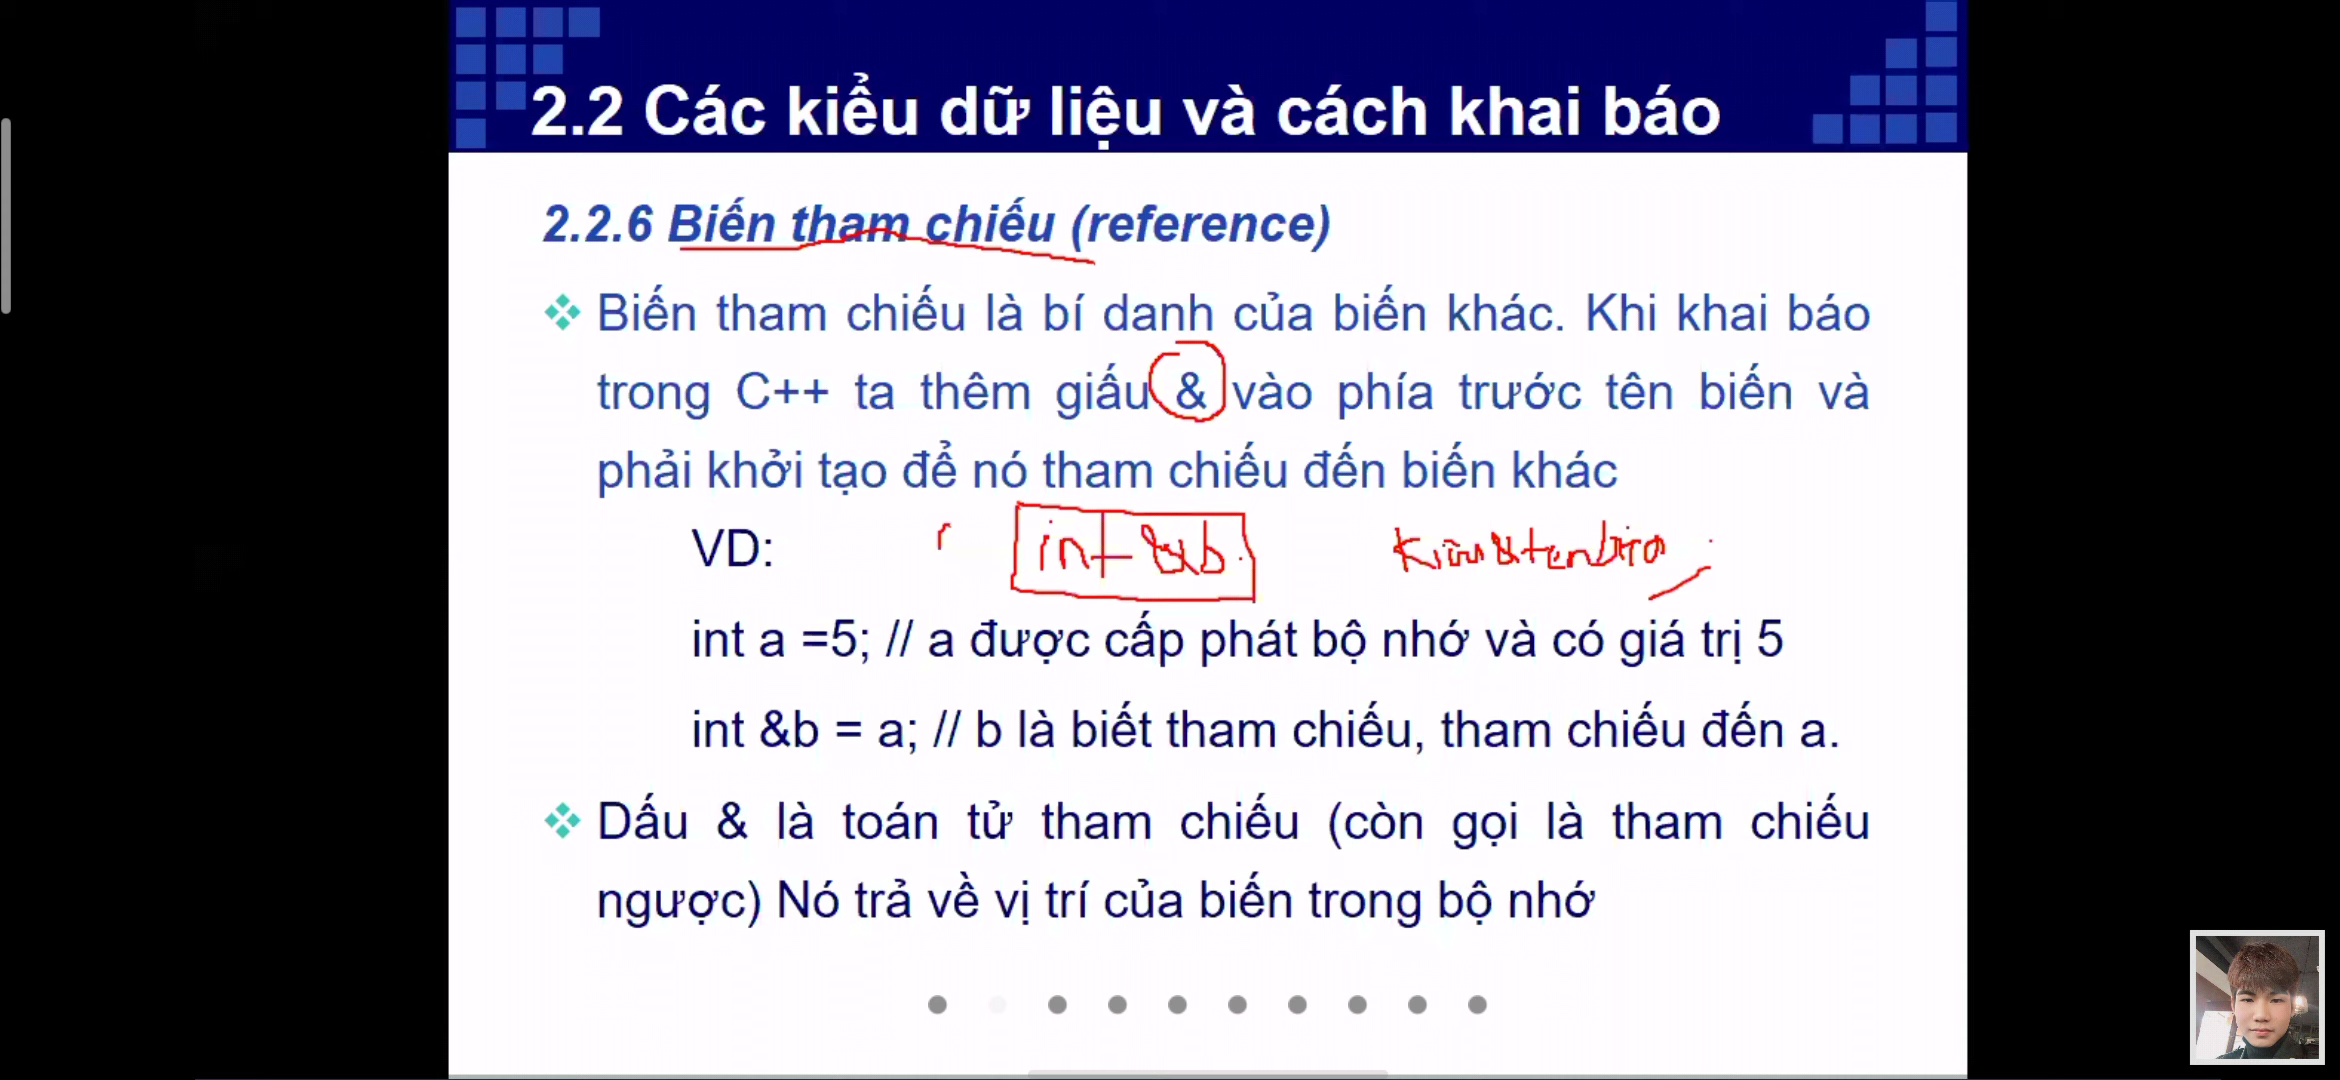 2.2 Các kiểu dữ liệu và cách khai báo
2.2.6 Biến tham chiếu (reference)
Biến tham chiếu là bí danh của biến khác. Khi khai báo
trong C++ ta thêm giấu & vào phía trước tên biến và
phải khởi tạo để nó tham chiếu đến biến khác
VD:
int &b
int a =5; // a được cấp phát bộ nhớ và có giá trị 5
int &b = a; // b là biết tham chiếu, tham chiếu đến a.
Dấu & là toán tử tham chiếu (còn gọi là tham chiếu
ngược) Nó trả về vị trí của biến trong bộ nhớ